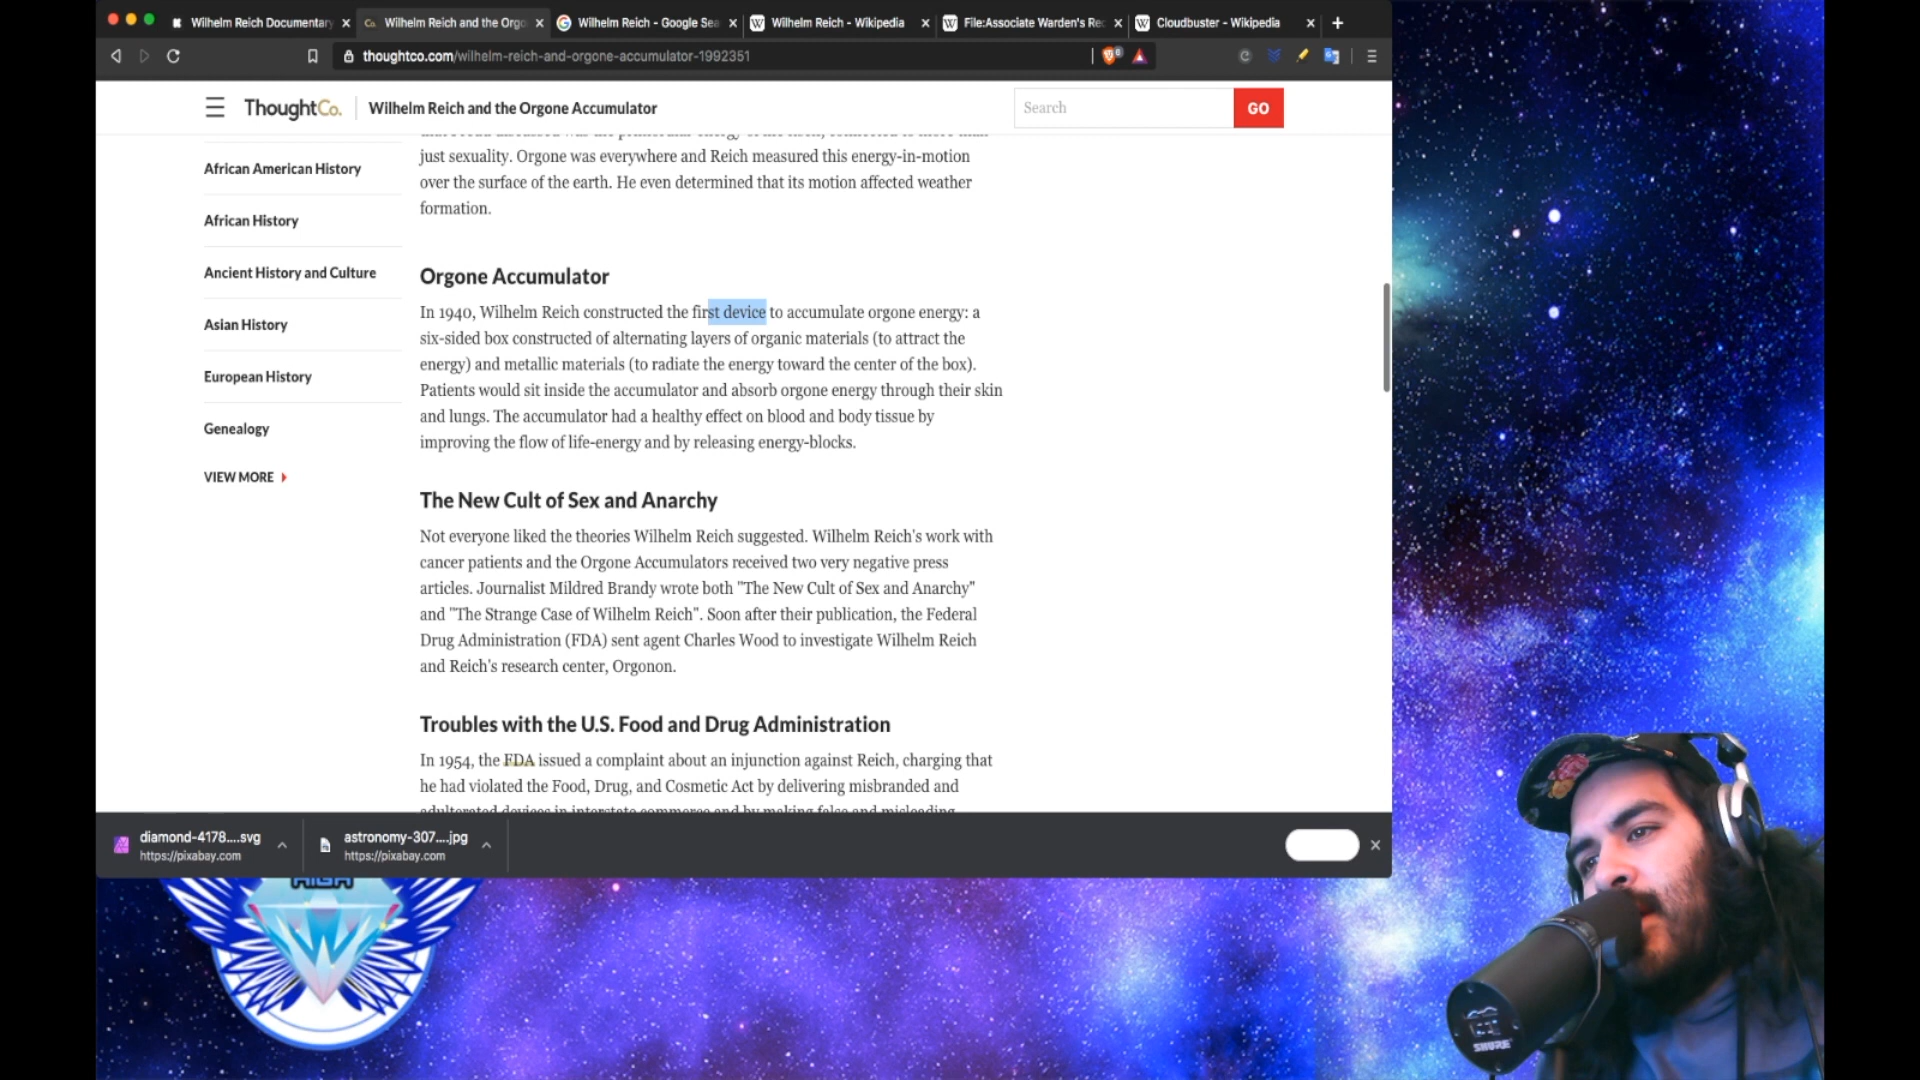 Wilhelm Reich Documentary
Wilhelm Reich and the Orgo
Wilhelm Reich - Google Sea
Wilhelm Reich - Wikipedia
File:Associate Warden's Rec
Cloudbuster - Wikipedia
thoughtco.com/wilhelm-reich-and-orgone-accumulator-1992351
ThoughtCo.
Wilhelm Reich and the Orgone Accumulator
Search
GO
African American History
African History
Ancient History and Culture
Asian History
European History
Genealogy
VIEW MORE
just sexuality. Orgone was everywhere and Reich measured this energy-in-motion
over the surface of the earth. He even determined that its motion affected weather
formation.
Orgone Accumulator
In 1940, Wilhelm Reich constructed the first device to accumulate orgone energy: a
six-sided box constructed of alternating layers of organic materials (to attract the
energy) and metallic materials (to radiate the energy toward the center of the box).
Patients would sit inside the accumulator and absorb orgone energy through their skin
and lungs. The accumulator had a healthy effect on blood and body tissue by
improving the flow of life-energy and by releasing energy-blocks.
The New Cult of Sex and Anarchy
Not everyone liked the theories Wilhelm Reich suggested. Wilhelm Reich's work with
cancer patients and the Orgone Accumulators received two very negative press
articles. Journalist Mildred Brandy wrote both "The New Cult of Sex and Anarchy"
and "The Strange Case of Wilhelm Reich". Soon after their publication, the Federal
Drug Administration (FDA) sent agent Charles Wood to investigate Wilhelm Reich
and Reich's research center, Orgonon.
Troubles with the U.S. Food and Drug Administration
In 1954, the FDA issued a complaint about an injunction against Reich, charging that
he had violated the Food, Drug, and Cosmetic Act by delivering misbranded and
adulterated devices in interstate commerce and by making false and misleading
diamond-4178....svg
https://pixabay.com
astronomy-307....jpg
https://pixabay.com
HIGH
W
SHURE